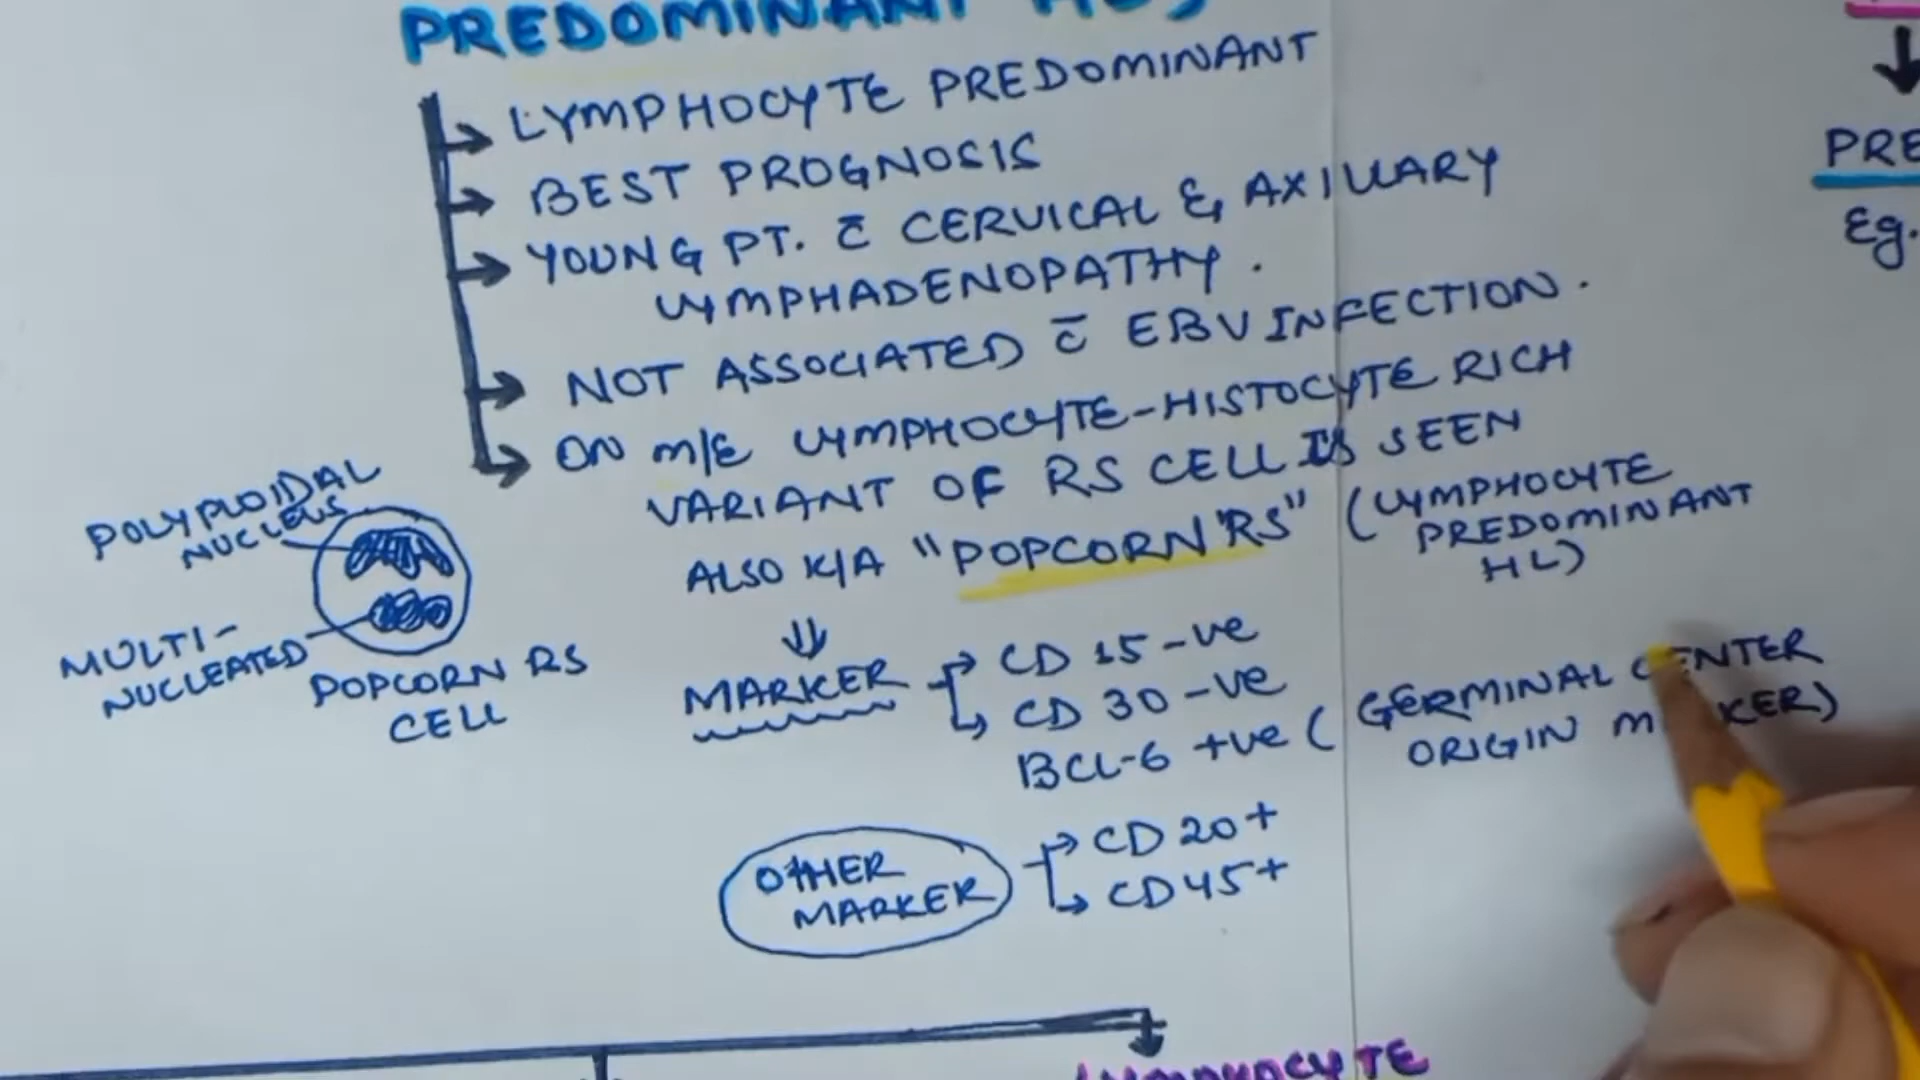 PREDOMINANT
LYMPHOCYTE PREDOMINANT
BEST PROGNOSIS
YOUNG PT. C̅ CERVICAL & AXILLARY
LYMPHADENOPATHY.
NOT ASSOCIATED C̅ EBV INFECTION.
ON M/E LYMPHOCYTE-HISTOCYTE RICH
VARIANT OF RS CELL IS SEEN
ALSO K/A "POPCORN RS" (LYMPHOCYTE
PREDOMINANT
HL)
POLYPLOIDAL
NUCLEUS
MULTI-
NUCLEATED
POPCORN RS
CELL
MARKER
CD 15 -ve
CD 30 -ve
BCL-6 +ve (GERMINAL CENTER
ORIGIN MARKER)
OTHER
MARKER
CD 20+
CD 45+
LYMPHOCYTE
PRE
Eg.